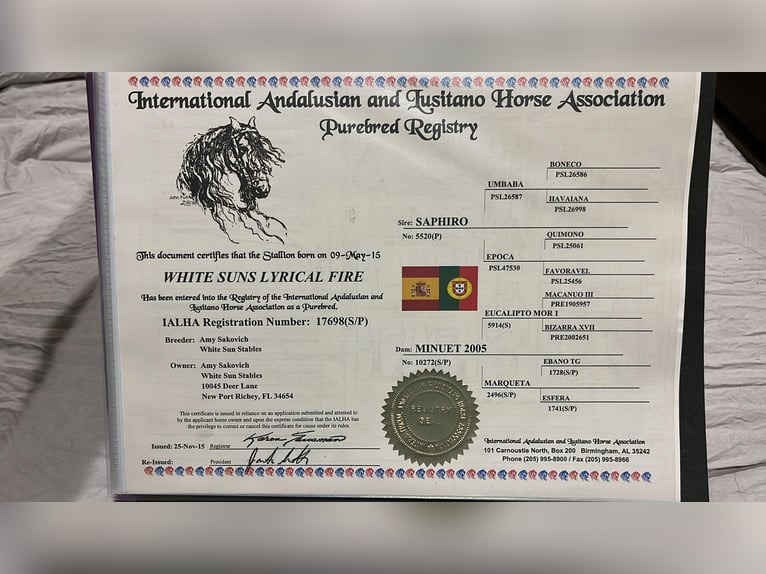 International Andalusian and Lusitano Horse Association
Purebred Registry
This document certifies that the Stallion born on 09-May-15
WHITE SUNS LYRICAL FIRE
Has been entered into the Registry of the International Andalusian and
Lusitano Horse Association as a Purebred.
IALHA Registration Number: 17698(S/P)
Breeder: Amy Sakovich
White Sun Stables
Owner: Amy Sakovich
White Sun Stables
10045 Deer Lane
New Port Richey, FL 34654
This certificate is issued in reliance on an application submitted and attested to
by the applicant horse owner and upon the express condition that the IALHA has
the privilege to correct or cancel this certificate for cause under its rules.
Issued: 25-Nov-15 Registrar
Re-Issued: President
BONECO
PSL26586
UMBABA
PSL26587
HAVAIANA
PSL26998
Sire: SAPHIRO
No: 5520(P)
QUIMONO
PSL25061
EPOCA
PSL47530
FAVORAVEL
PSL25456
MACANUO III
PRE1905957
EUCALIPTO MOR 1
5914(S)
BIZARRA XVII
PRE2002651
Dam: MINUET 2005
No: 10272(S/P)
EBANO TG
1728(S/P)
MARQUETA
2496(S/P)
ESFERA
1741(S/P)
REGISTRY
SEAL
International Andalusian and Lusitano Horse Association
101 Carnoustie North, Box 200 Birmingham, AL 35242
Phone (205) 995-8900 / Fax (205) 995-8966